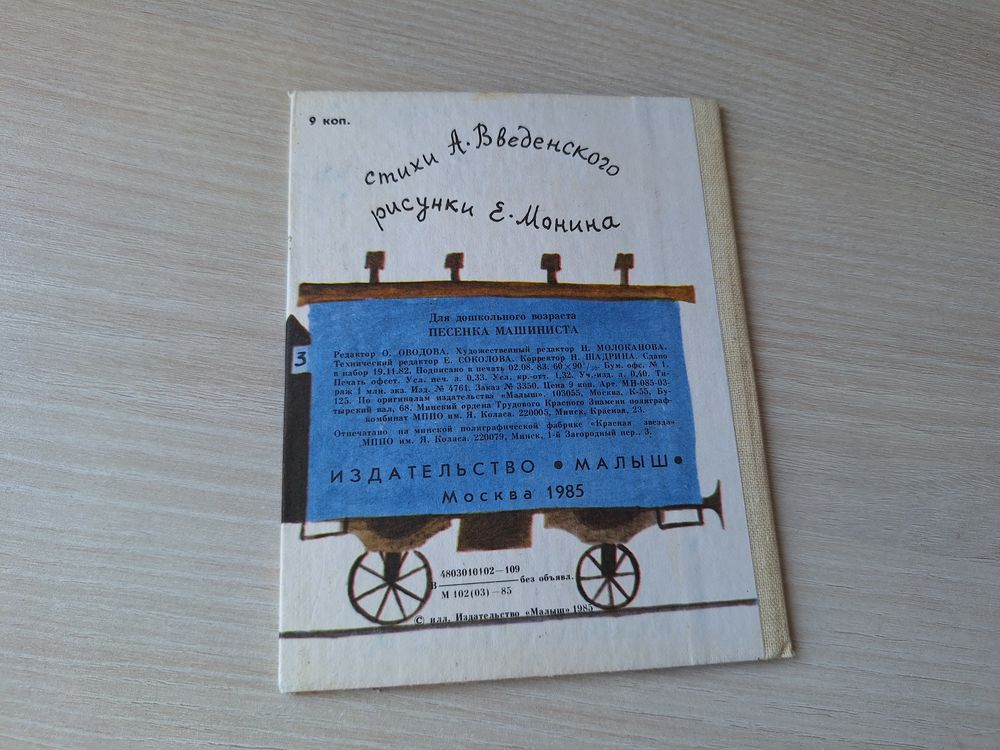 9 коп.
стихи А. Введенского
рисунки Е. Монина
Для дошкольного возраста
ПЕСЕНКА МАШИНИСТА
3
Редактор О. ОВОДОВА. Художественный редактор Н. МОЛОКАНОВА.
Технический редактор Е. СОКОЛОВА. Корректор Н. ШАДРИНА. Сдано
в набор 19.11.82. Подписано в печать 02.08. 83. 60×90¹/₁₆. Бум. офс. № 1.
Печать офсет. Усл. печ. л. 0,33. Усл. кр.-отт. 1,32. Уч.-изд. л. 0,40. Ти-
раж 1 млн. экз. Изд. № 4761. Заказ № 3350. Цена 9 коп. Арт. МН-085-03-
125. По оригиналам издательства «Малыш». 103055, Москва, К-55, Бу-
тырский вал, 68. Минский ордена Трудового Красного Знамени полиграф-
комбинат МППО им. Я. Коласа. 220005, Минск, Красная, 23.
Отпечатано на минской полиграфической фабрике «Красная звезда»
МППО им. Я. Коласа. 220079, Минск, 1-й Загородный пер., 3.
ИЗДАТЕЛЬСТВО • МАЛЫШ •
Москва 1985
4803010102—109
В без объявл.
М 102(03)—85
© илл. Издательство «Малыш» 1985